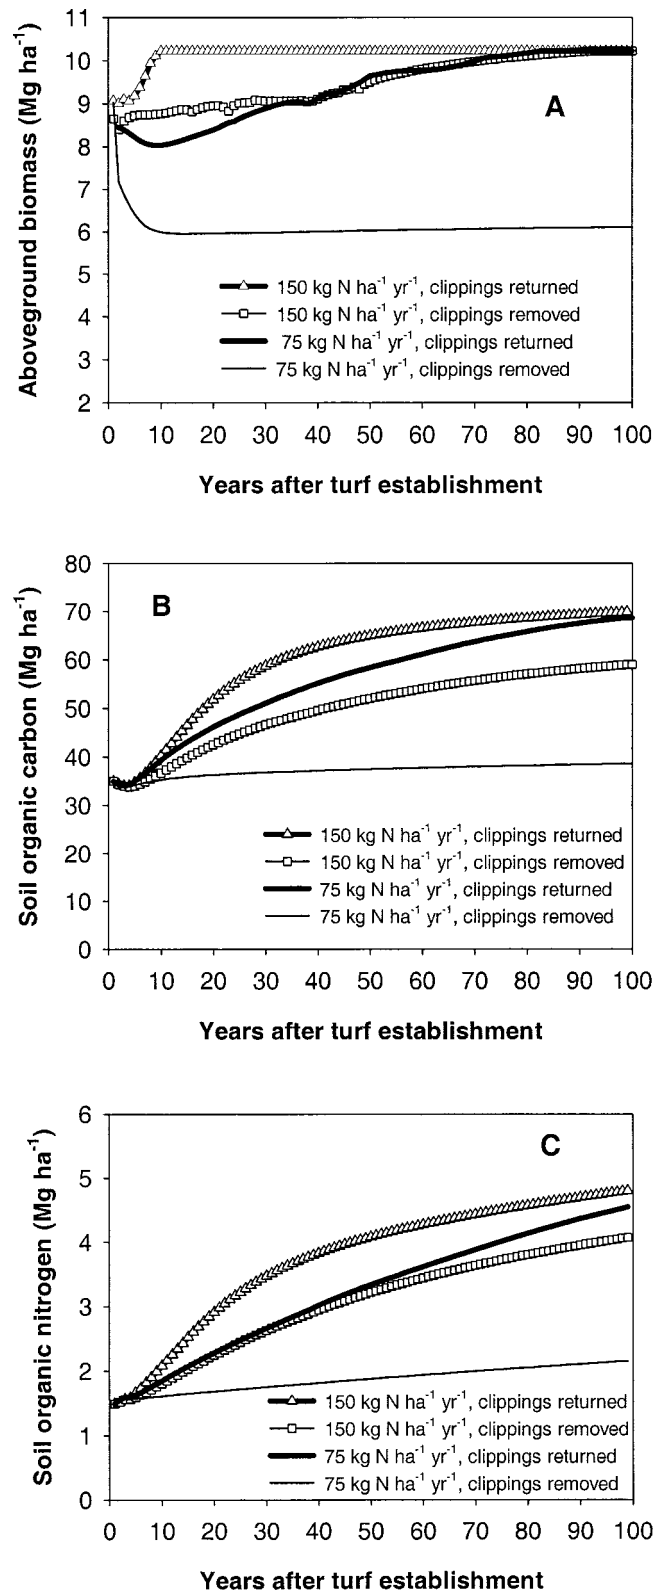 11
10
9
8
7
6
5
4
3
2
Aboveground biomass (Mg ha⁻¹)
A
150 kg N ha⁻¹ yr⁻¹, clippings returned
150 kg N ha⁻¹ yr⁻¹, clippings removed
75 kg N ha⁻¹ yr⁻¹, clippings returned
75 kg N ha⁻¹ yr⁻¹, clippings removed
0 10 20 30 40 50 60 70 80 90 100
Years after turf establishment
80
70
60
50
40
30
20
10
0
Soil organic carbon (Mg ha⁻¹)
B
150 kg N ha⁻¹ yr⁻¹, clippings returned
150 kg N ha⁻¹ yr⁻¹, clippings removed
75 kg N ha⁻¹ yr⁻¹, clippings returned
75 kg N ha⁻¹ yr⁻¹, clippings removed
0 10 20 30 40 50 60 70 80 90 100
Years after turf establishment
6
5
4
3
2
1
0
Soil organic nitrogen (Mg ha⁻¹)
C
150 kg N ha⁻¹ yr⁻¹, clippings returned
150 kg N ha⁻¹ yr⁻¹, clippings removed
75 kg N ha⁻¹ yr⁻¹, clippings returned
75 kg N ha⁻¹ yr⁻¹, clippings removed
0 10 20 30 40 50 60 70 80 90 100
Years after turf establishment